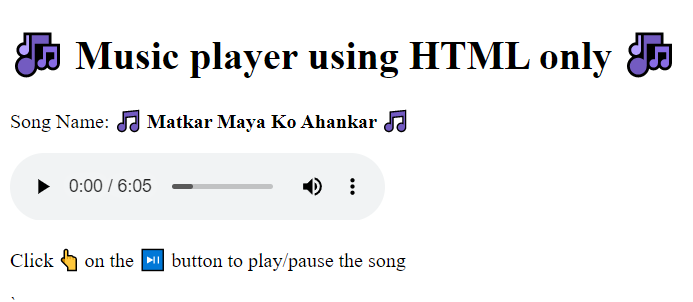 🎶 Music player using HTML only 🎶
Song Name: 🎵 Matkar Maya Ko Ahankar 🎵
0:00 / 6:05
Click 👆 on the ⏯ button to play/pause the song
`